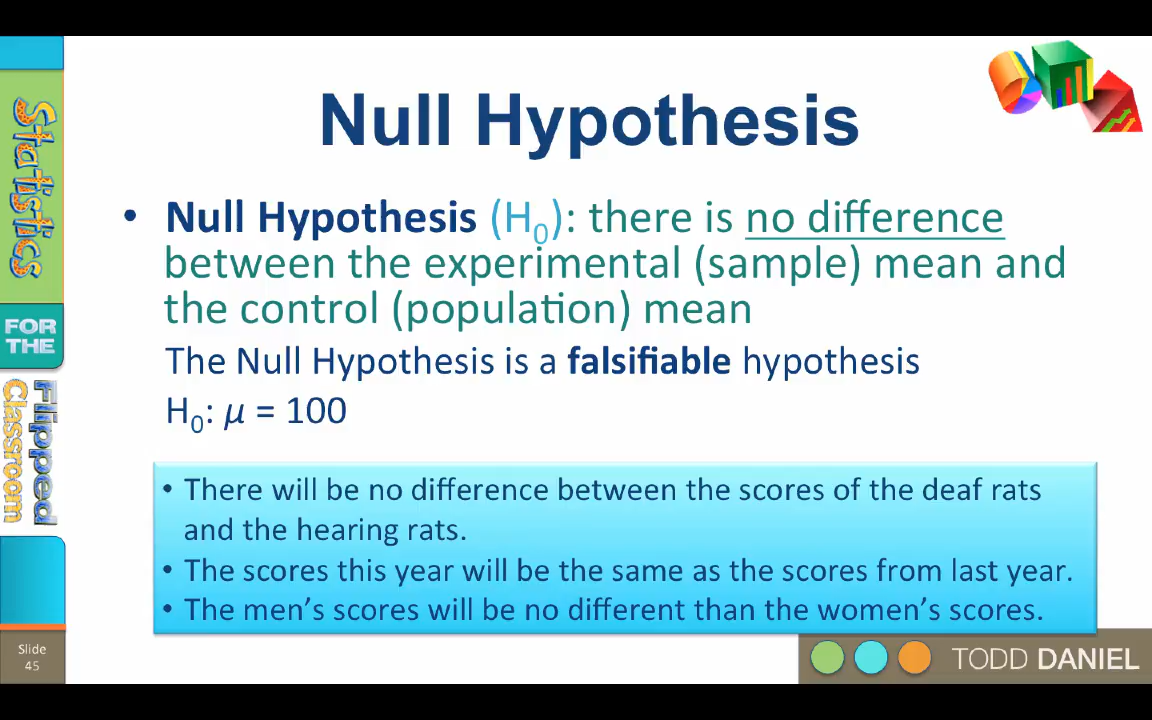 Null Hypothesis
• Null Hypothesis (H₀): there is no difference
between the experimental (sample) mean and
the control (population) mean
The Null Hypothesis is a falsifiable hypothesis
H₀: μ = 100
• There will be no difference between the scores of the deaf rats
and the hearing rats.
• The scores this year will be the same as the scores from last year.
• The men’s scores will be no different than the women’s scores.
Statistics
FOR THE
Flipped
Classroom
Slide
45
TODD DANIEL